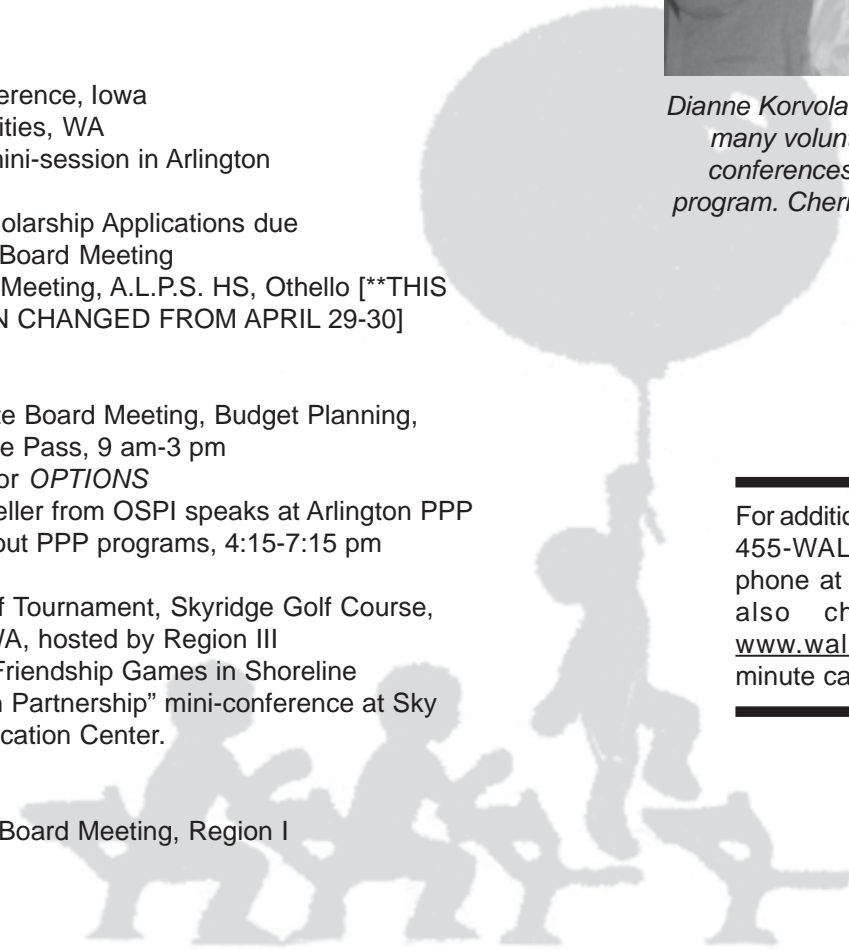 erence, Iowa
ities, WA
ini-session in Arlington
olarship Applications due
Board Meeting
Meeting, A.L.P.S. HS, Othello [**THIS
N CHANGED FROM APRIL 29-30]
te Board Meeting, Budget Planning,
e Pass, 9 am-3 pm
or OPTIONS
eller from OSPI speaks at Arlington PPP
out PPP programs, 4:15-7:15 pm
f Tournament, Skyridge Golf Course,
VA, hosted by Region III
Friendship Games in Shoreline
n Partnership” mini-conference at Sky
cation Center.
Board Meeting, Region I
Dianne Korvola
many volunt
conferences
program. Cherr
For additio
455-WAL
phone at
also ch
www.wal
minute ca